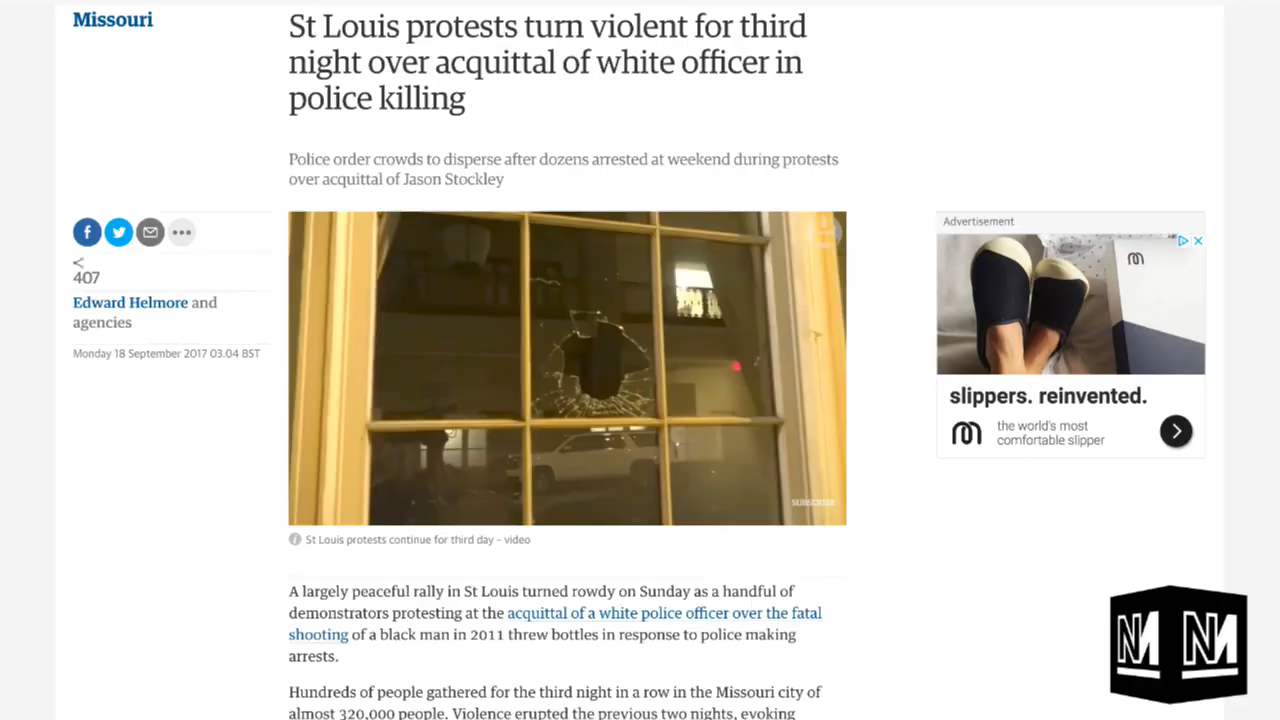 Missouri
St Louis protests turn violent for third
night over acquittal of white officer in
police killing
Police order crowds to disperse after dozens arrested at weekend during protests
over acquittal of Jason Stockley
407
Edward Helmore and
agencies
Monday 18 September 2017 03.04 BST
SUBSCRIBE
St Louis protests continue for third day – video
A largely peaceful rally in St Louis turned rowdy on Sunday as a handful of
demonstrators protesting at the acquittal of a white police officer over the fatal
shooting of a black man in 2011 threw bottles in response to police making
arrests.
Hundreds of people gathered for the third night in a row in the Missouri city of
almost 320,000 people. Violence erupted the previous two nights, evoking
Advertisement
slippers. reinvented.
the world's most
comfortable slipper